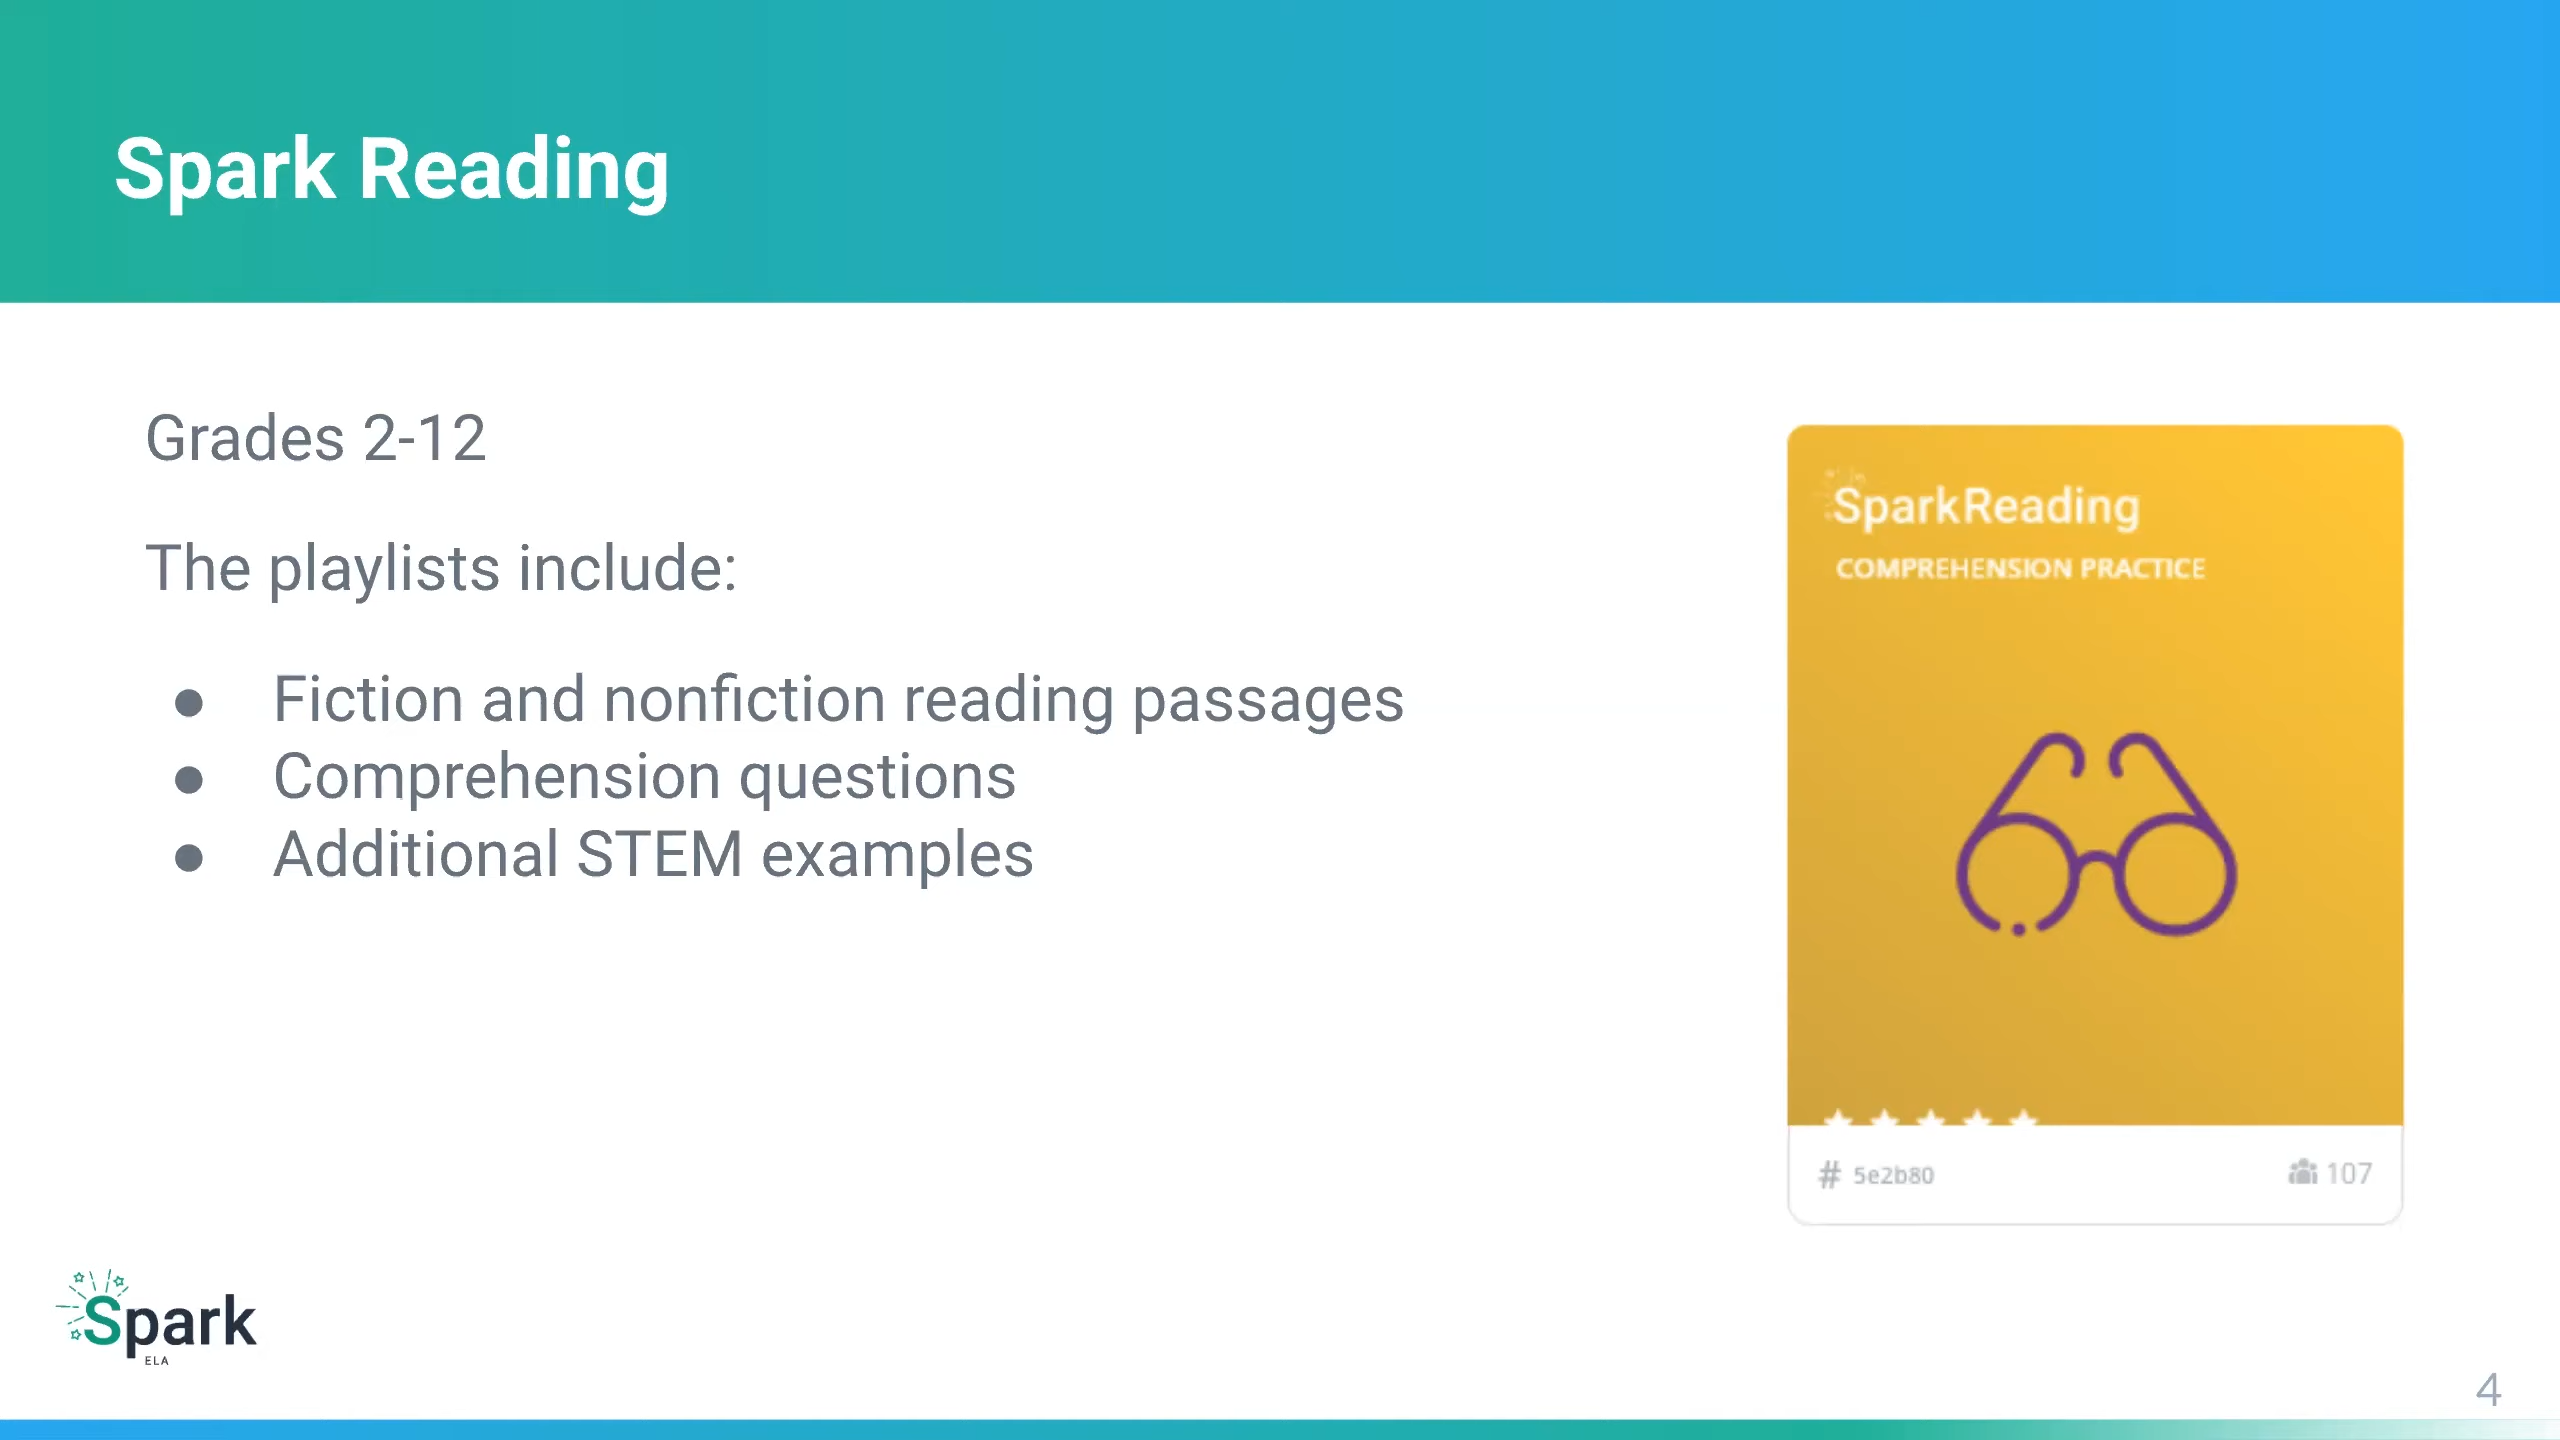 Spark Reading
Grades 2-12
The playlists include:
● Fiction and nonfiction reading passages
● Comprehension questions
● Additional STEM examples
SparkReading
COMPREHENSION PRACTICE
# 5e2b80
107
Spark
ELA
4